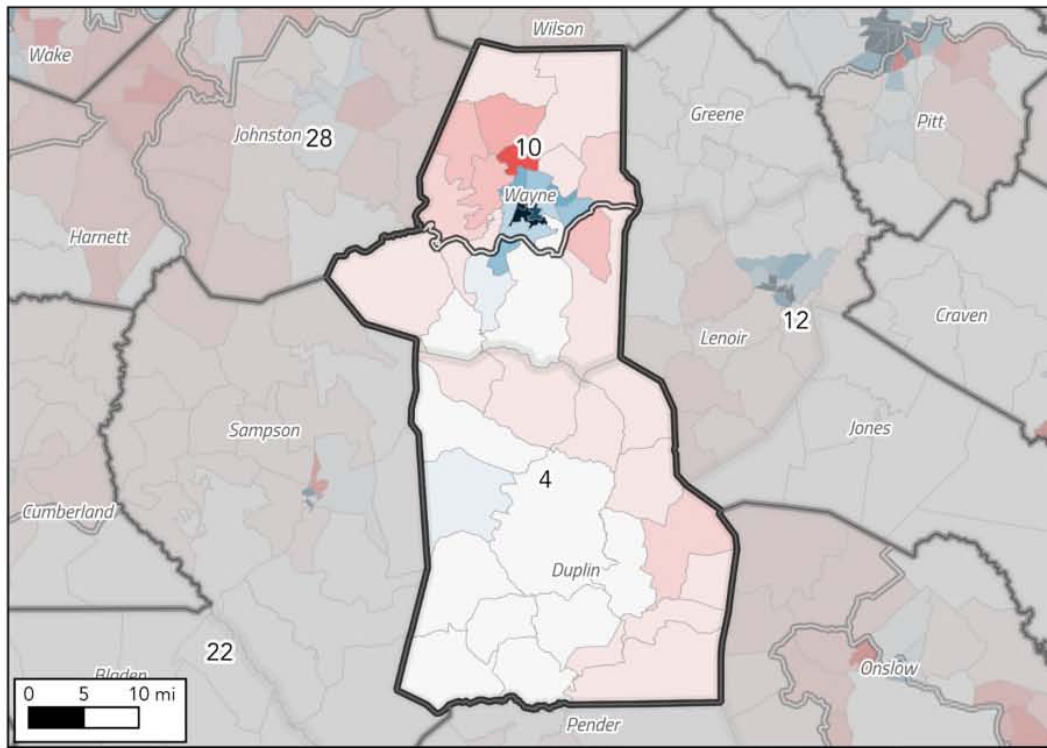 Wilson
Wake
Greene
Pitt
Johnston
28
10
Wayne
Harnett
Craven
12
Lenoir
Jones
Sampson
4
Cumberland
Duplin
22
Onslow
Bladen
0 5 10 mi
Pender